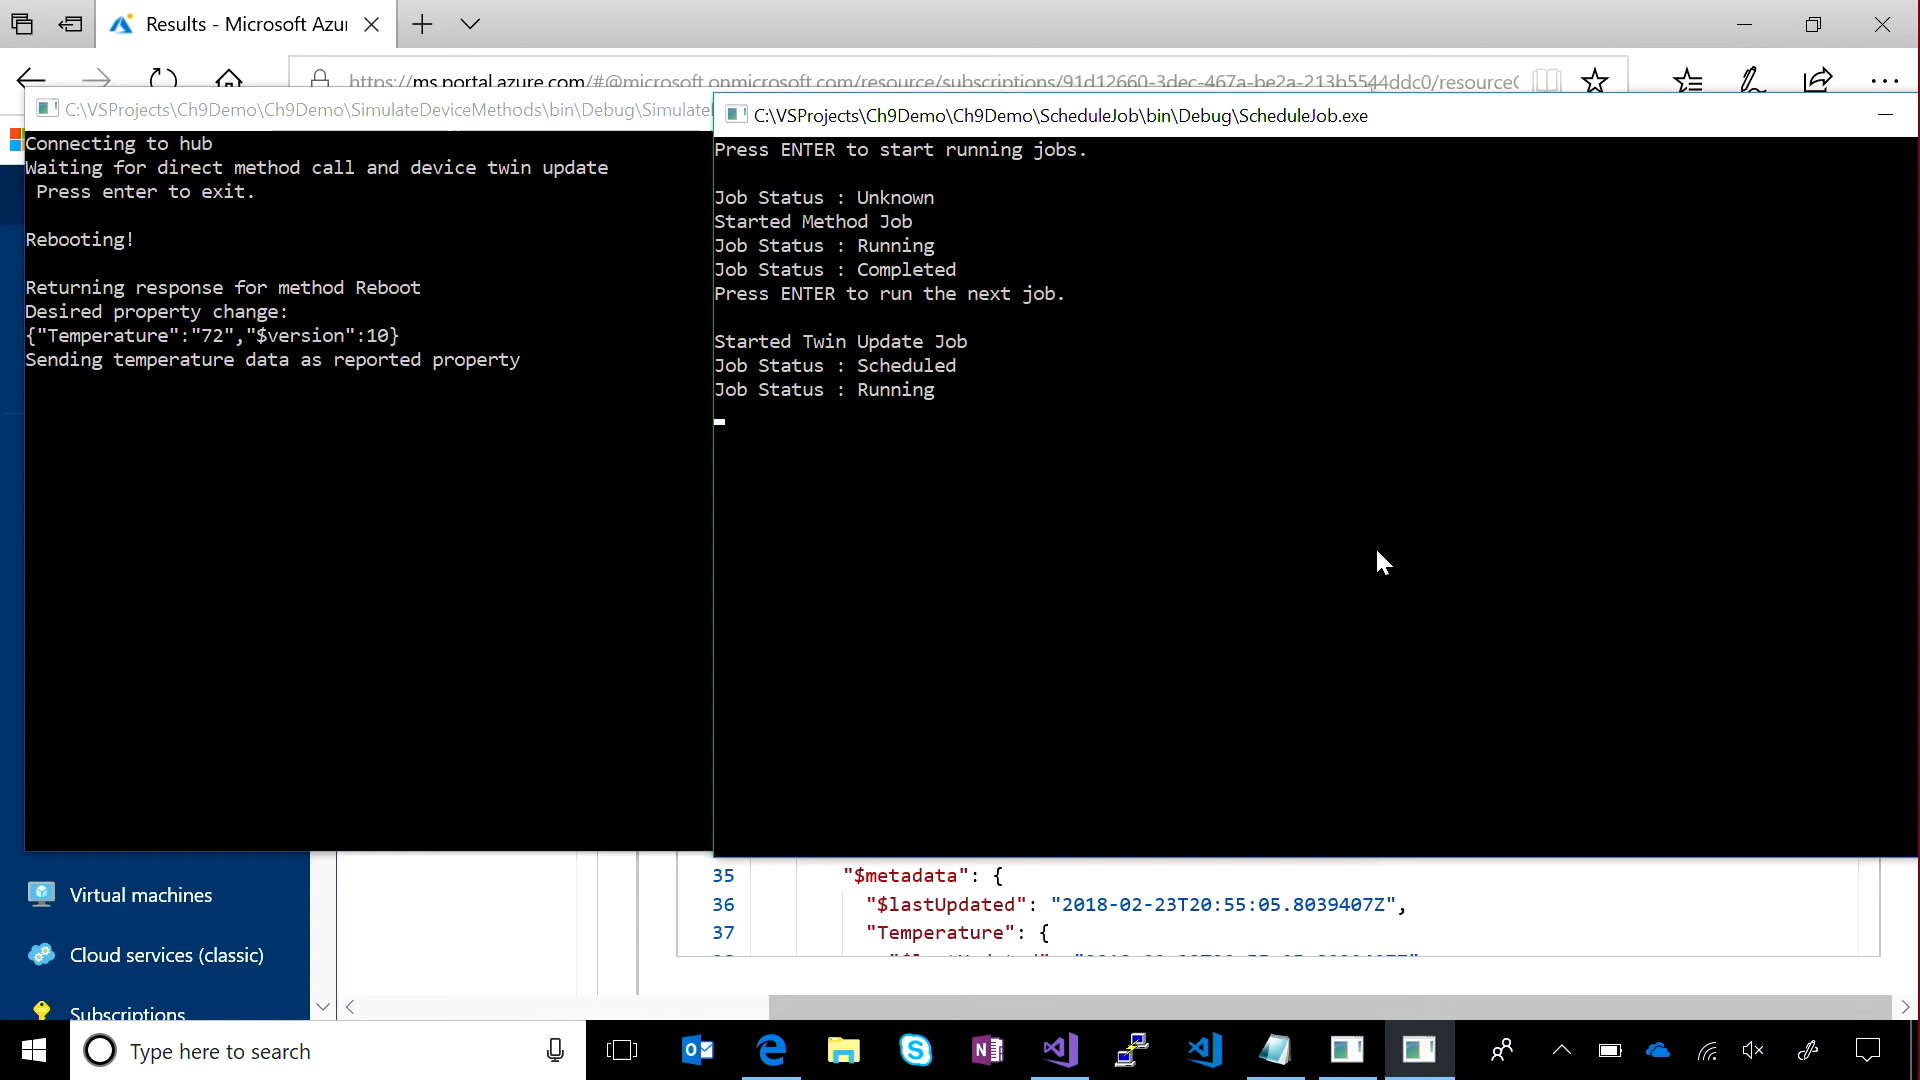 Results - Microsoft Azur
https://ms.portal.azure.com/#@microsoft.onmicrosoft.com/resource/subscriptions/91d12660-3dec-467a-be2a-213b5544ddc0/resource
C:\VSProjects\Ch9Demo\Ch9Demo\SimulateDeviceMethods\bin\Debug\Simulate
Connecting to hub
Waiting for direct method call and device twin update
Press enter to exit.
Rebooting!
Returning response for method Reboot
Desired property change:
{"Temperature":"72","$version":10}
Sending temperature data as reported property
C:\VSProjects\Ch9Demo\Ch9Demo\ScheduleJob\bin\Debug\ScheduleJob.exe
Press ENTER to start running jobs.
Job Status : Unknown
Started Method Job
Job Status : Running
Job Status : Completed
Press ENTER to run the next job.
Started Twin Update Job
Job Status : Scheduled
Job Status : Running
35 "$metadata": {
36 "$lastUpdated": "2018-02-23T20:55:05.8039407Z",
37 "Temperature": {
Virtual machines
Cloud services (classic)
Subscriptions
Type here to search